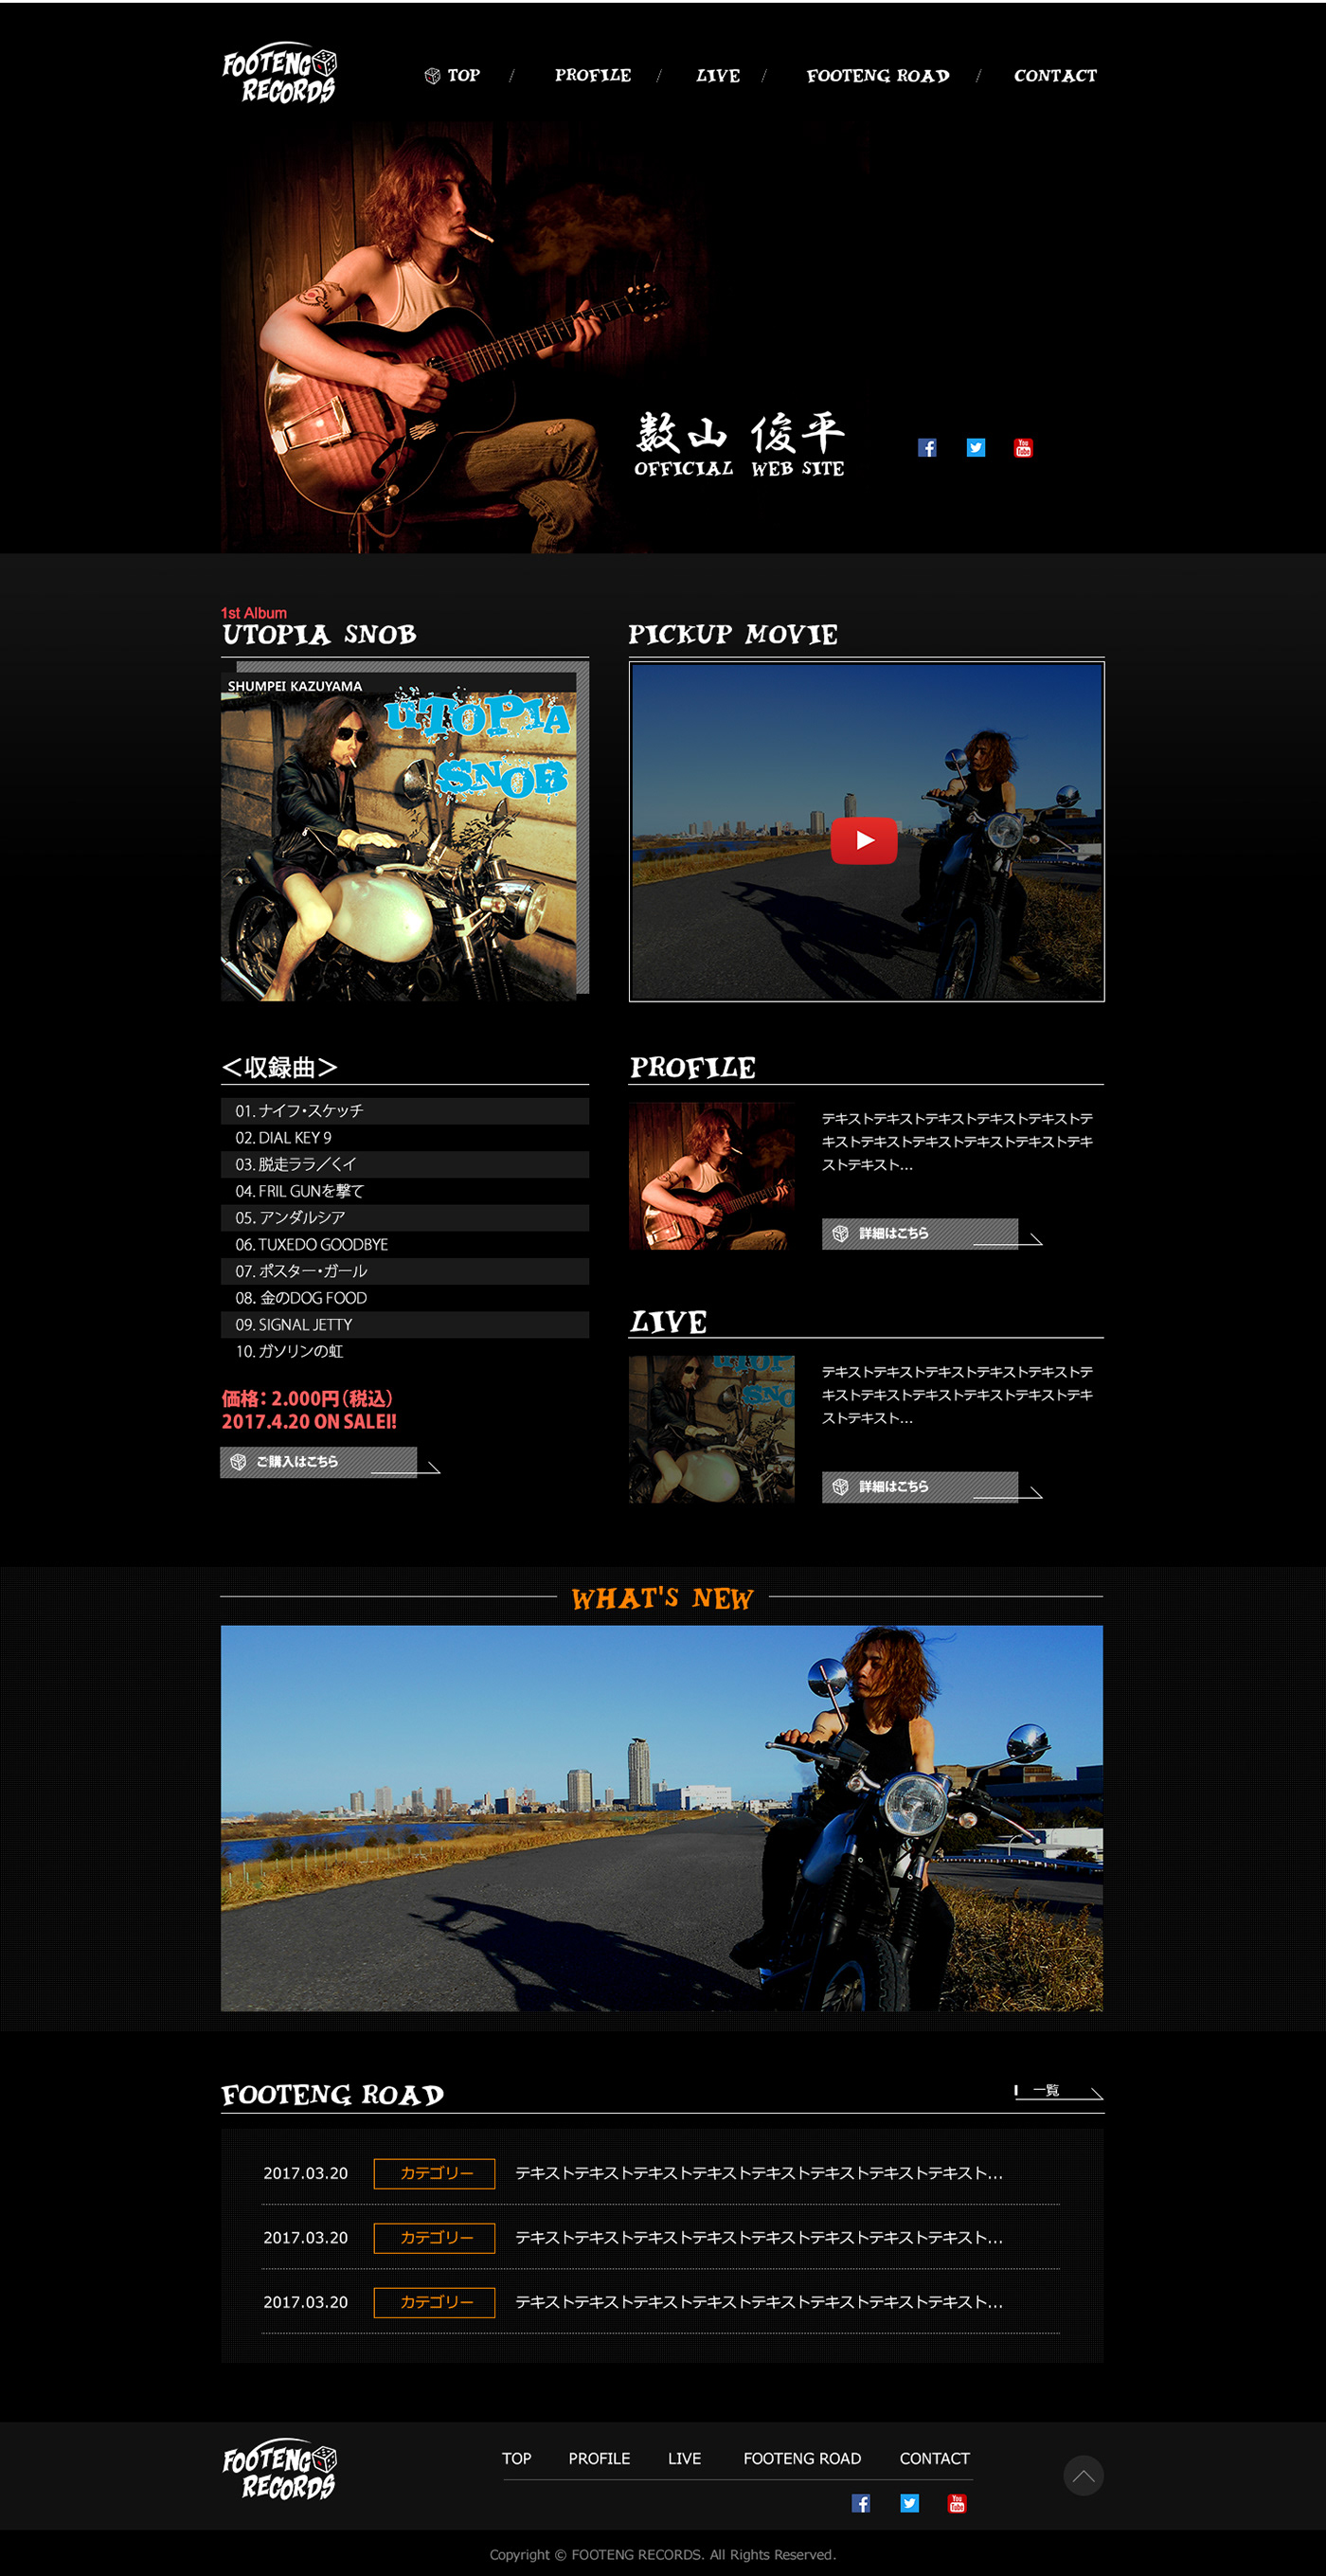 FOOTENG
RECORDS
TOP / PROFILE / LIVE / FOOTENG ROAD / CONTACT
数山 俊平
OFFICIAL WEB SITE
You
Tube
1st Album
UTOPIA SNOB
SHUMPEI KAZUYAMA
UTOPIA
SNOB
PICKUP MOVIE
＜収録曲＞
01. ナイフ・スケッチ
02. DIAL KEY 9
03. 脱走ララ／くイ
04. FRIL GUNを撃て
05. アンダルシア
06. TUXEDO GOODBYE
07. ポスター・ガール
08. 金のDOG FOOD
09. SIGNAL JETTY
10. ガソリンの虹
価格：2.000円（税込）
2017.4.20 ON SALE!!
ご購入はこちら
PROFILE
テキストテキストテキストテキストテキストテ
キストテキストテキストテキストテキストテキ
ストテキスト...
詳細はこちら
LIVE
UTOPI
SNO
テキストテキストテキストテキストテキストテ
キストテキストテキストテキストテキストテキ
ストテキスト...
詳細はこちら
WHAT'S NEW
FOOTENG ROAD
一覧
2017.03.20 カテゴリー テキストテキストテキストテキストテキストテキストテキストテキスト...
2017.03.20 カテゴリー テキストテキストテキストテキストテキストテキストテキストテキスト...
2017.03.20 カテゴリー テキストテキストテキストテキストテキストテキストテキストテキスト...
FOOTENG
RECORDS
TOP PROFILE LIVE FOOTENG ROAD CONTACT
You
Tube
Copyright © FOOTENG RECORDS. All Rights Reserved.